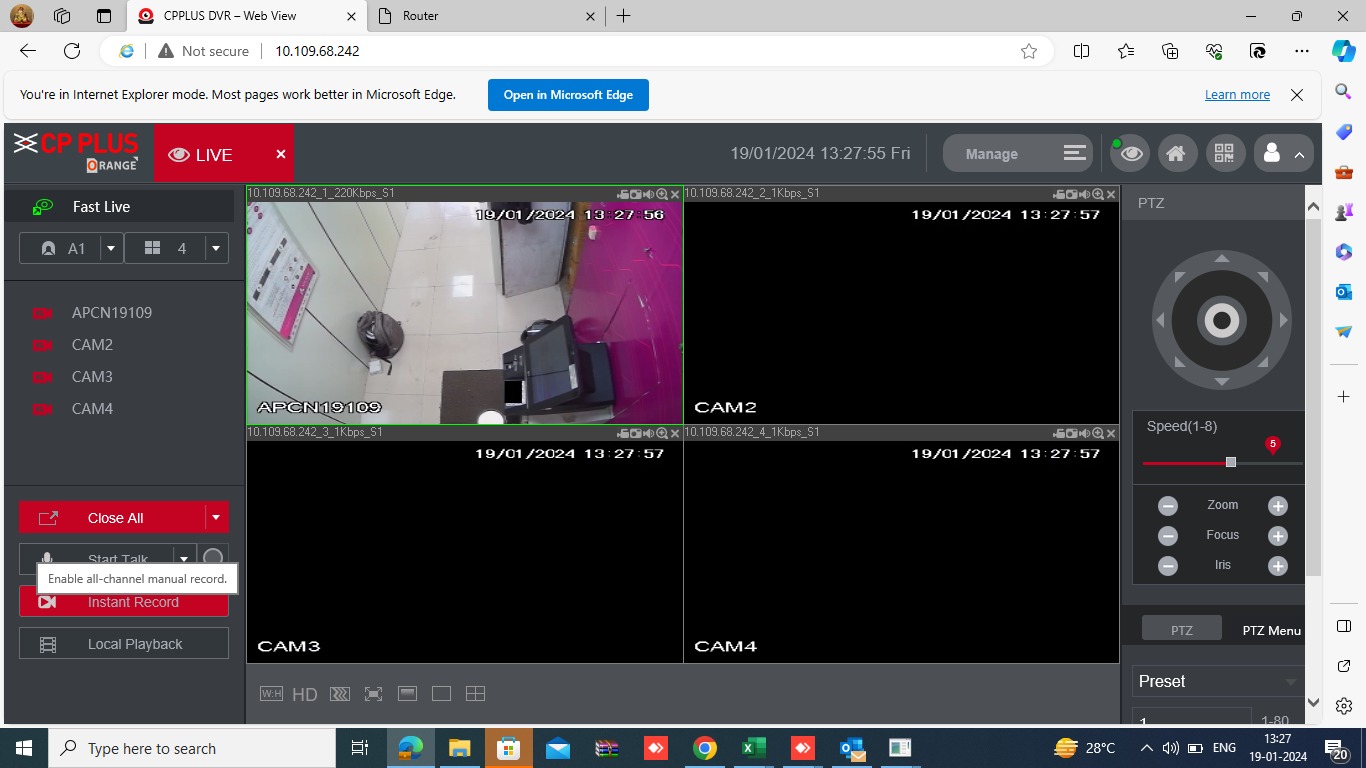 CPPLUS DVR – Web View
Router
Not secure
10.109.68.242
You're in Internet Explorer mode. Most pages work better in Microsoft Edge.
Open in Microsoft Edge
Learn more
CP PLUS
ORANGE
LIVE
19/01/2024 13:27:55 Fri
Manage
Fast Live
A1
4
APCN19109
CAM2
CAM3
CAM4
Close All
Start Talk
Enable all-channel manual record.
Instant Record
Local Playback
10.109.68.242_1_220Kbps_S1
19/01/2024 13:27:56
APCN19109
10.109.68.242_2_1Kbps_S1
19/01/2024 13:27:57
CAM2
10.109.68.242_3_1Kbps_S1
19/01/2024 13:27:57
CAM3
10.109.68.242_4_1Kbps_S1
19/01/2024 13:27:57
CAM4
W:H
HD
PTZ
Speed(1-8)
5
Zoom
Focus
Iris
PTZ
PTZ Menu
Preset
1
1-80
Type here to search
28°C
ENG
13:27
19-01-2024
20